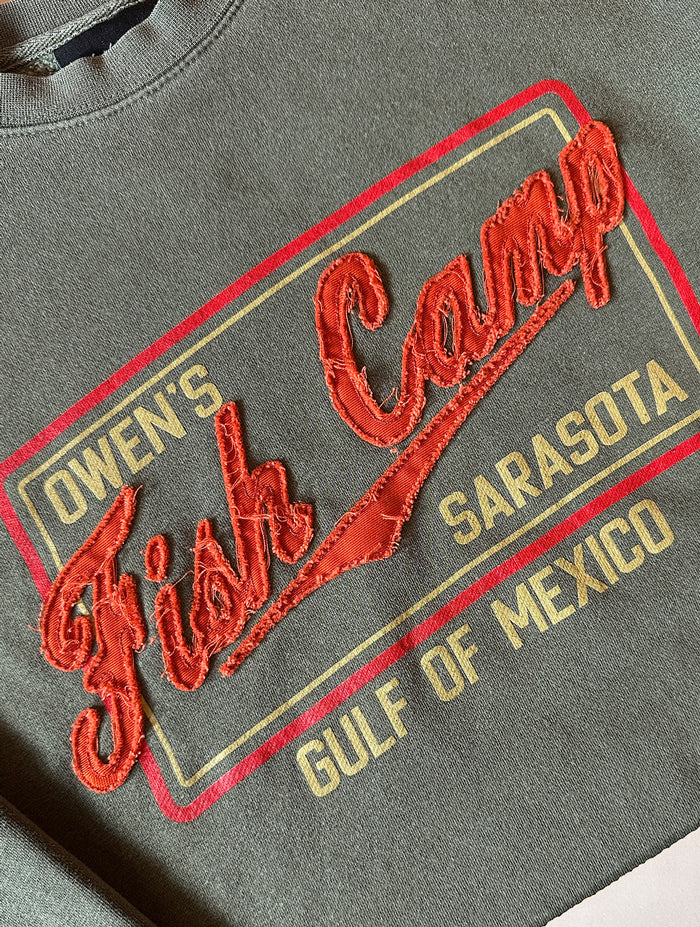 OWEN'S
Fish Camp
SARASOTA
GULF OF MEXICO